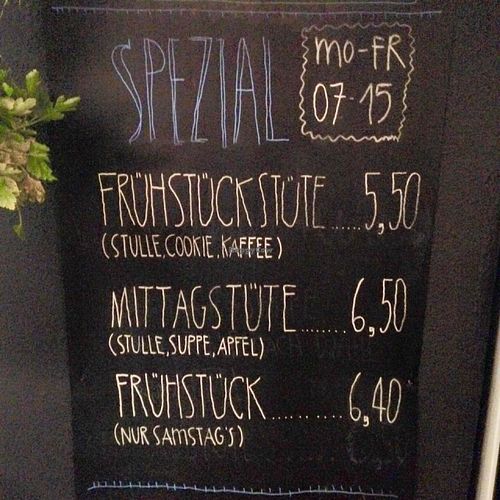 SPEZIAL
MO-FR
07-15
FRÜHSTÜCKSTÜTE......5,50
(STULLE,COOKIE,KAFFEE)
MITTAGSTÜTE........6,50
(STULLE,SUPPE,APFEL)
FRÜHSTÜCK..........6,40
(NUR SAMSTAG'S)